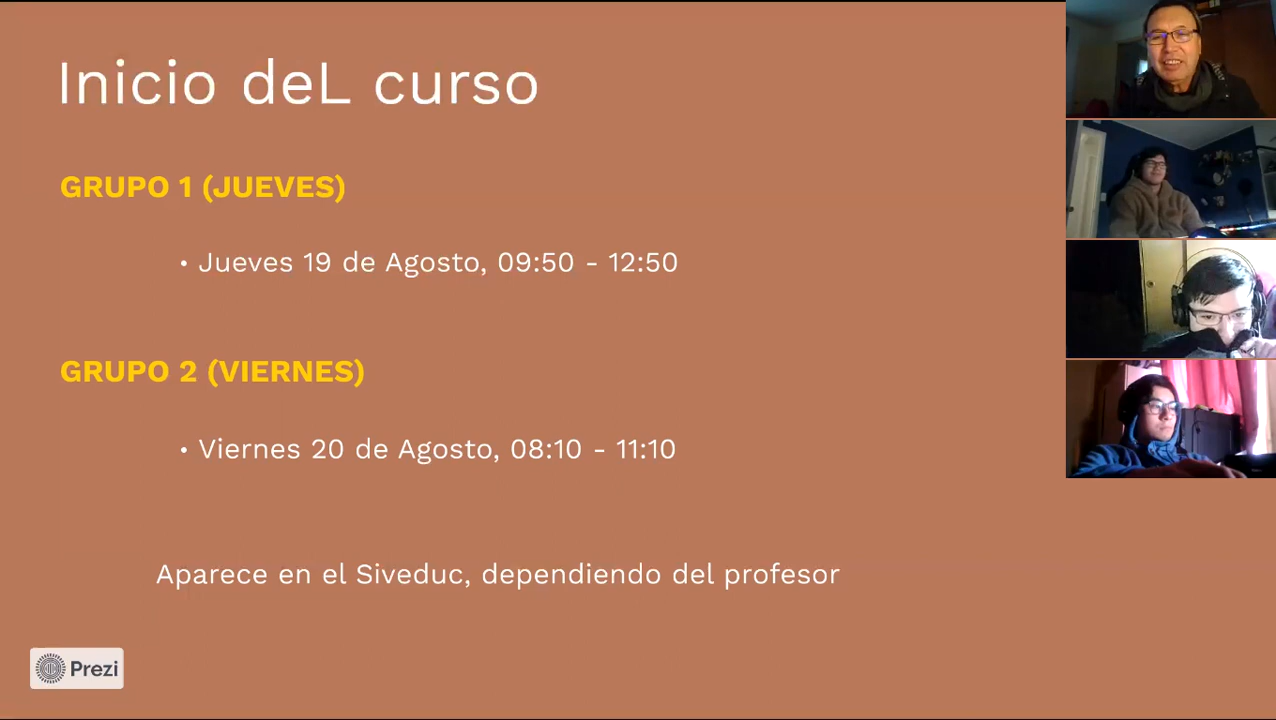 Inicio deL curso
GRUPO 1 (JUEVES)
• Jueves 19 de Agosto, 09:50 - 12:50
GRUPO 2 (VIERNES)
• Viernes 20 de Agosto, 08:10 - 11:10
Aparece en el Siveduc, dependiendo del profesor
Prezi